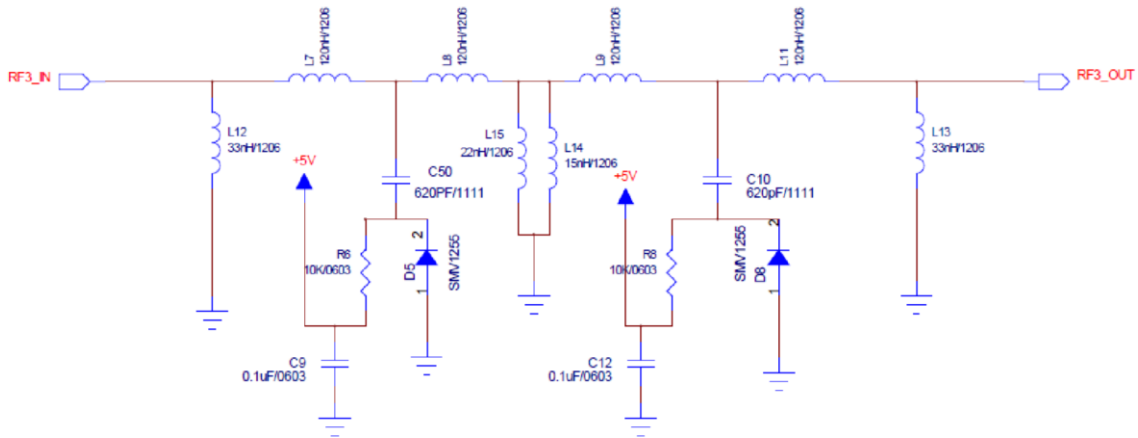 L7
120nH/1206
L8
120nH/1206
L9
120nH/1206
L11
120nH/1206
RF3_IN
RF3_OUT
L12
33nH/1206
L15
22nH/1206
L14
15nH/1206
L13
33nH/1206
+5V
C50
620PF/1111
+5V
C10
620pF/1111
R6
10K/0603
2
D5
1
SMV1255
R8
10K/0603
SMV1255
2
D8
1
C9
0.1uF/0603
C12
0.1uF/0603